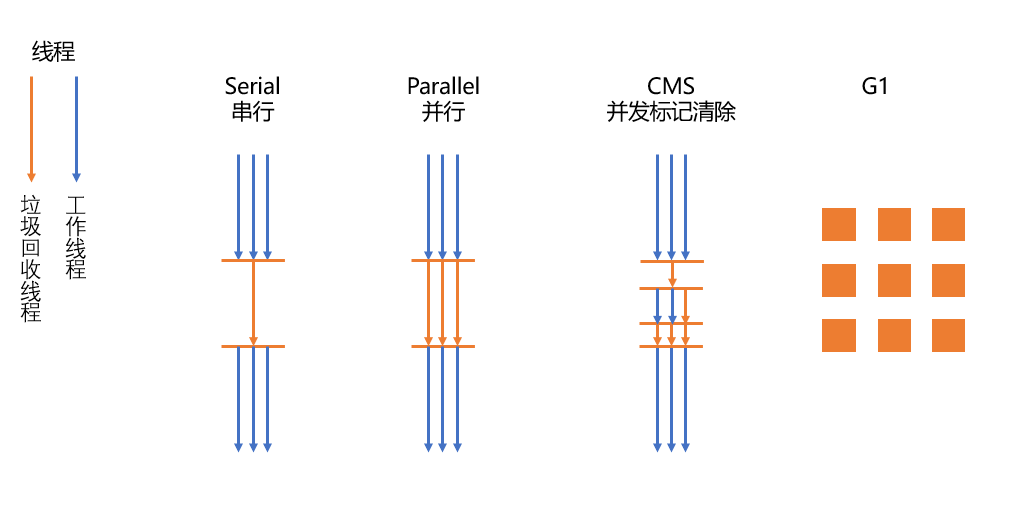 线程
垃圾回收线程
工作线程
Serial
串行
Parallel
并行
CMS
并发标记清除
G1